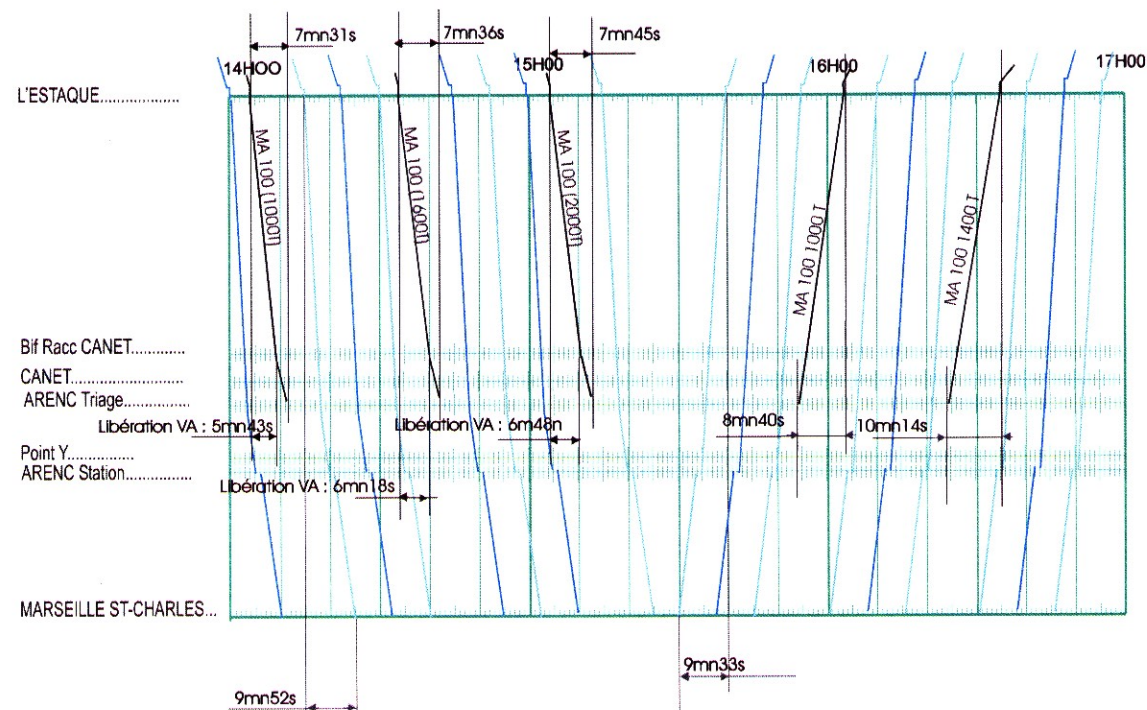 7mn31s
7mn36s
7mn45s
14HOO
15H00
16H00
17H00
L'ESTAQUE....................
MA 100 (1000T)
MA 100 (1600T)
MA 100 (2000T)
MA 100 1000 T
MA 100 1400 T
Bif Racc CANET.............
CANET...........................
ARENC Triage................
Libération VA : 5mn43s
Libération VA : 6m48n
8mn40s
10mn14s
Point Y................
ARENC Station................
Libération VA : 6mn18s
MARSEILLE ST-CHARLES...
9mn33s
9mn52s